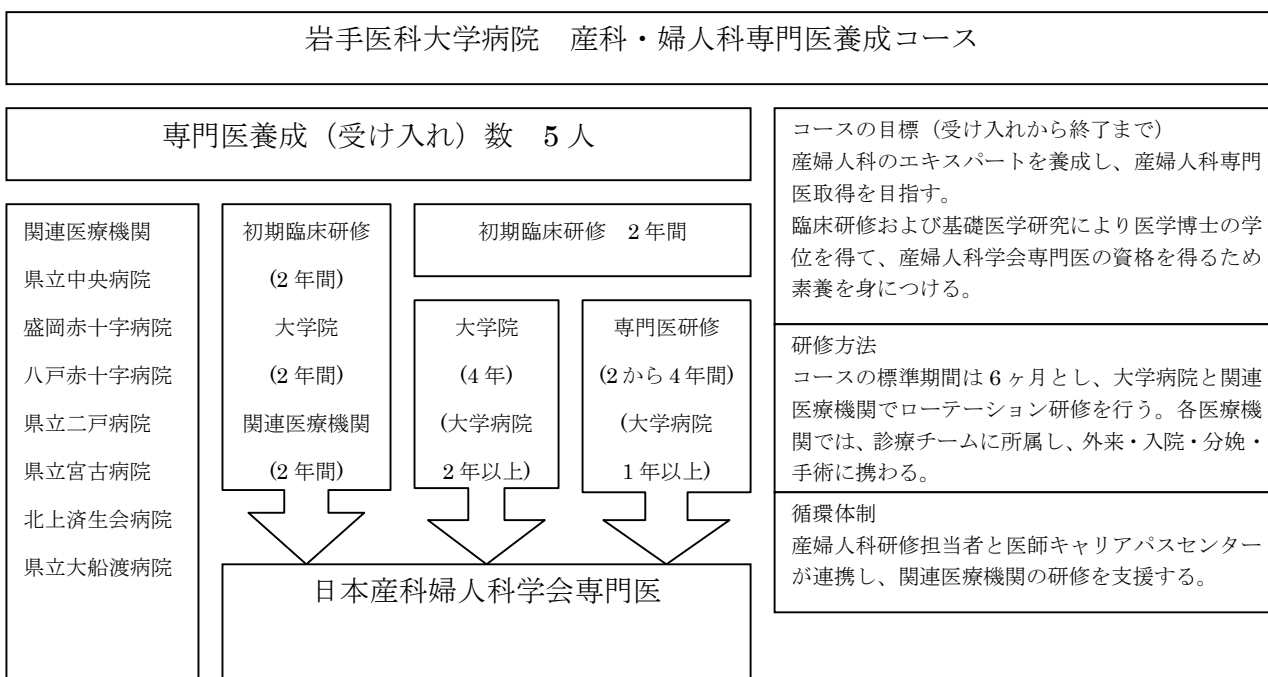 岩手医科大学病院　産科・婦人科専門医養成コース
専門医養成（受け入れ）数　5人
関連医療機関
県立中央病院
盛岡赤十字病院
八戸赤十字病院
県立二戸病院
県立宮古病院
北上済生会病院
県立大船渡病院
初期臨床研修
(2年間)
大学院
(2年間)
関連医療機関
(2年間)
初期臨床研修　2年間
大学院
(4年)
(大学病院
2年以上)
専門医研修
(2から4年間)
(大学病院
1年以上)
日本産科婦人科学会専門医
コースの目標（受け入れから終了まで）
産婦人科のエキスパートを養成し、産婦人科専門
医取得を目指す。
臨床研修および基礎医学研究により医学博士の学
位を得て、産婦人科学会専門医の資格を得るため
素養を身につける。
研修方法
コースの標準期間は6ヶ月とし、大学病院と関連
医療機関でローテーション研修を行う。各医療機
関では、診療チームに所属し、外来・入院・分娩・
手術に携わる。
循環体制
産婦人科研修担当者と医師キャリアパスセンター
が連携し、関連医療機関の研修を支援する。